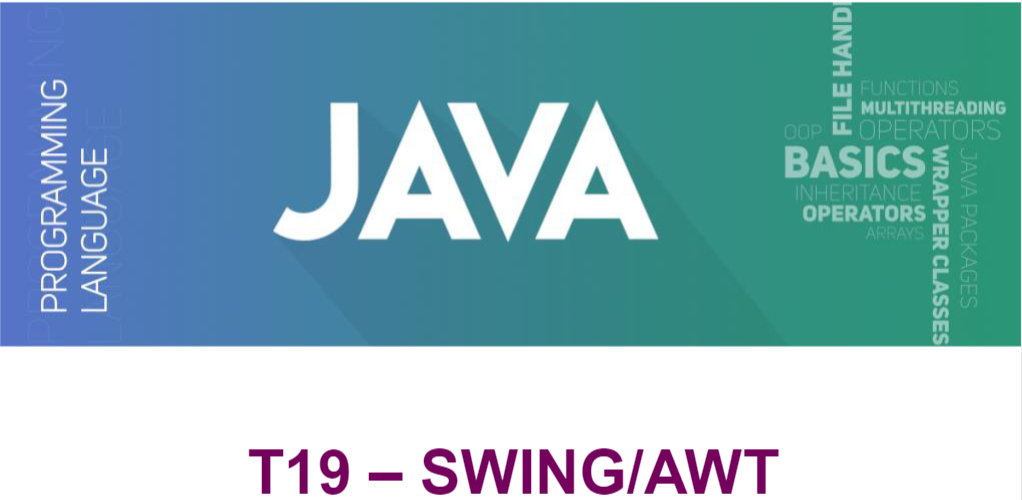 PROGRAMMING
LANGUAGE
JAVA
FILE HANDI
FUNCTIONS
MULTITHREADING
OOP
OPERATORS
BASICS
WRAPPER CLASSES
JAVA PACKAGES
INHERITANCE
OPERATORS
ARRAYS
T19 – SWING/AWT